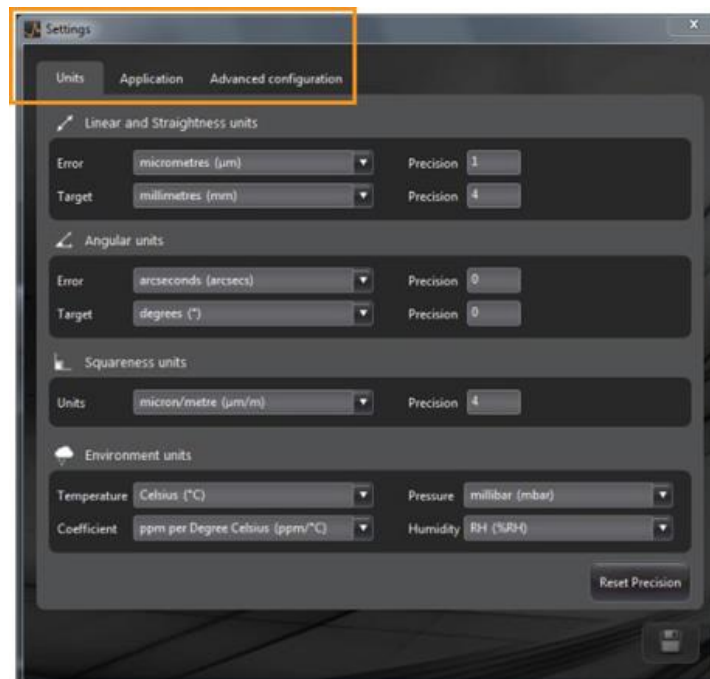 Settings x
Units Application Advanced configuration
Linear and Straightness units
Error micrometres (μm) Precision 1
Target millimetres (mm) Precision 4
Angular units
Error arcseconds (arcsecs) Precision 0
Target degrees (°) Precision 0
Squareness units
Units micron/metre (μm/m) Precision 4
Environment units
Temperature Celsius (°C) Pressure millibar (mbar)
Coefficient ppm per Degree Celsius (ppm/°C) Humidity RH (%RH)
Reset Precision